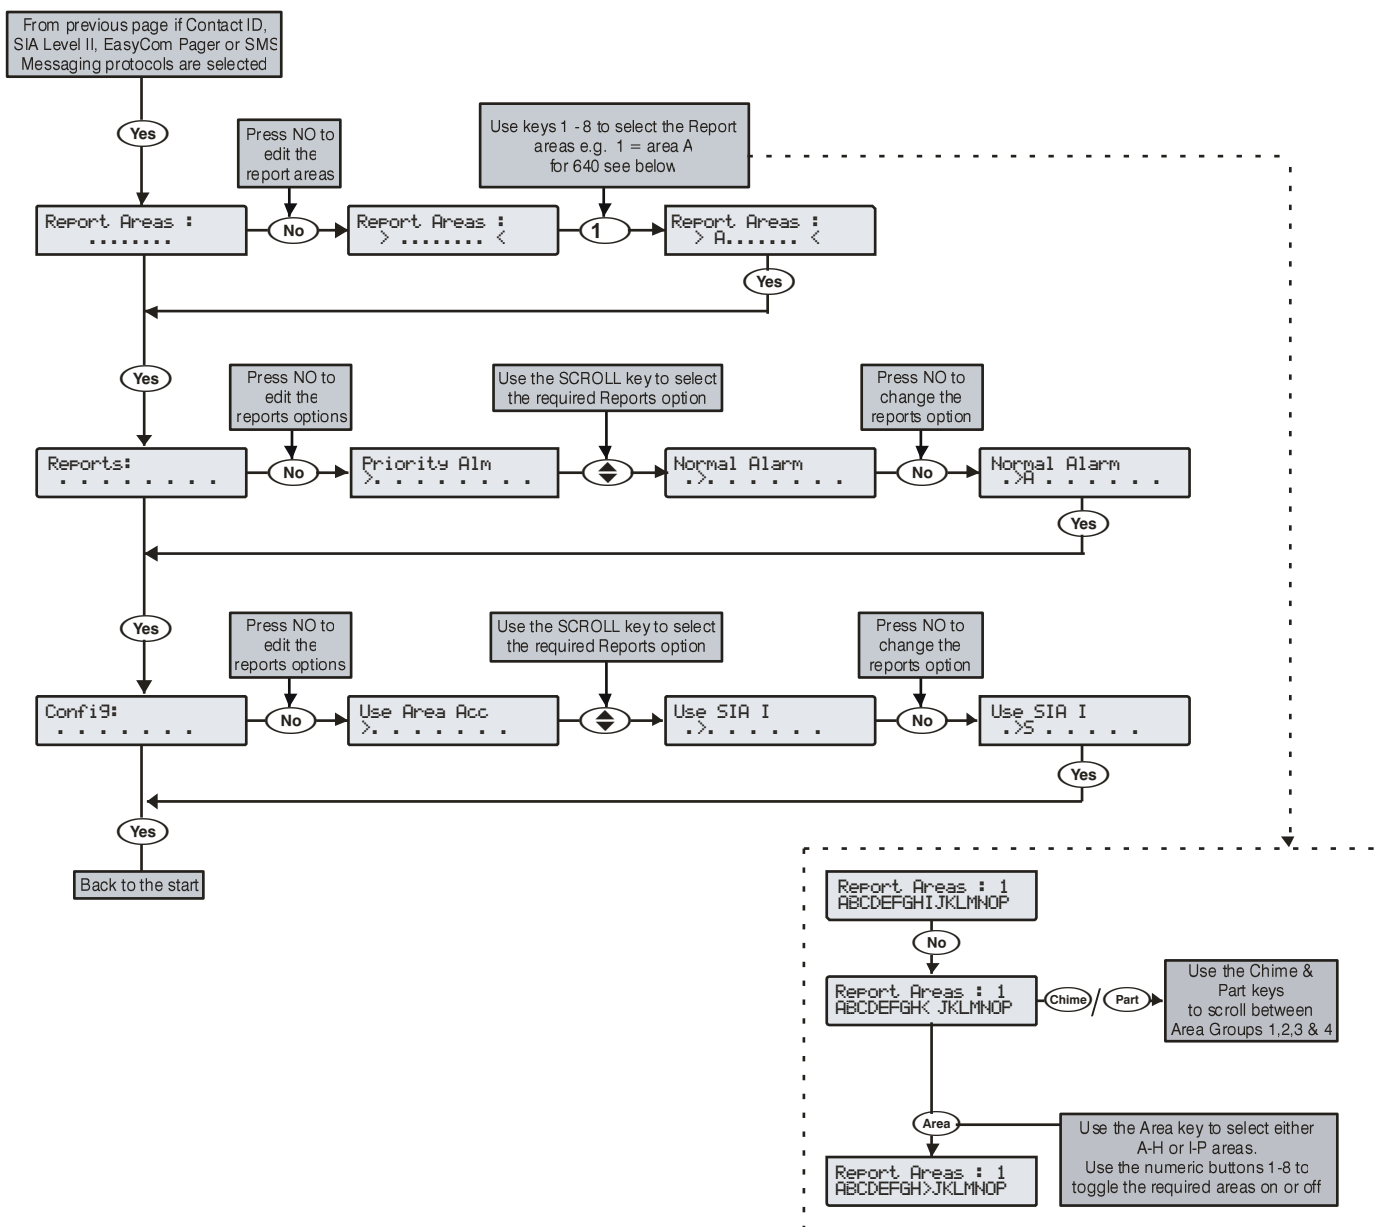 From previous page if Contact ID,
SIA Level II, EasyCom Pager or SMS
Messaging protocols are selected
Yes
Press NO to
edit the
report areas
Use keys 1 - 8 to select the Report
areas e.g. 1 = area A
for 640 see below
Report Areas :
........
No
Report Areas :
> ........ <
1
Report Areas :
> A....... <
Yes
Yes
Press NO to
edit the
reports options
Use the SCROLL key to select
the required Reports option
Press NO to
change the
reports option
Reports:
. . . . . . . .
No
Priority Alm
>. . . . . . . .
Normal Alarm
.>. . . . . . .
No
Normal Alarm
.>A . . . . . .
Yes
Yes
Press NO to
edit the
reports options
Use the SCROLL key to select
the required Reports option
Press NO to
change the
reports option
Config:
. . . . . . .
No
Use Area Acc
>. . . . . . .
Use SIA I
.>. . . . . .
No
Use SIA I
.>S . . . . .
Yes
Yes
Back to the start
Report Areas : 1
ABCDEFGHIJKLMNOP
No
Report Areas : 1
ABCDEFGH< JKLMNOP
Chime / Part
Use the Chime &
Part keys
to scroll between
Area Groups 1,2,3 & 4
Area
Use the Area key to select either
A-H or I-P areas.
Use the numeric buttons 1-8 to
toggle the required areas on or off
Report Areas : 1
ABCDEFGH>JKLMNOP